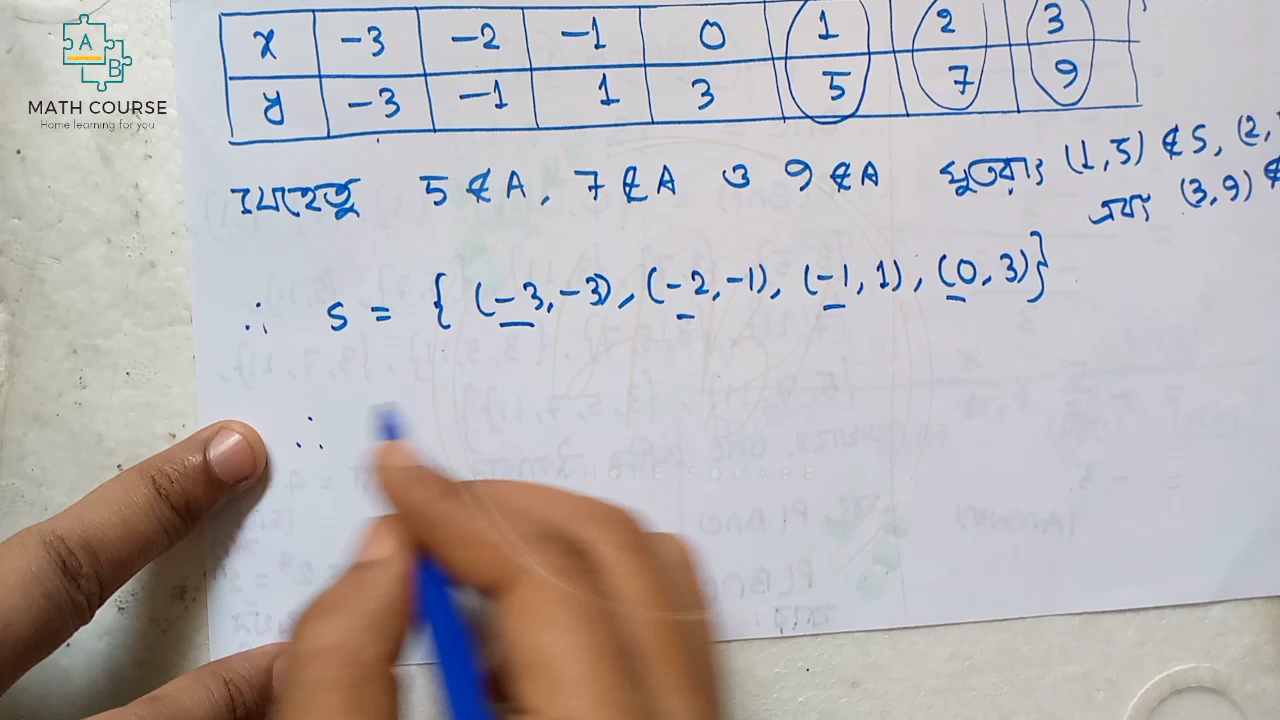 A
B
MATH COURSE
Home learning for you
x -3 -2 -1 0 1 2 3
y -3 -1 1 3 5 7 9
যেহেতু 5 ∉ A, 7 ∉ A ও 9 ∉ A সুতরাং (1, 5) ∉ S, (2,
এবং (3, 9) ∉
∴ S = { (-3, -3), (-2, -1), (-1, 1), (0, 3)}
∴
WHOLE SQUARE